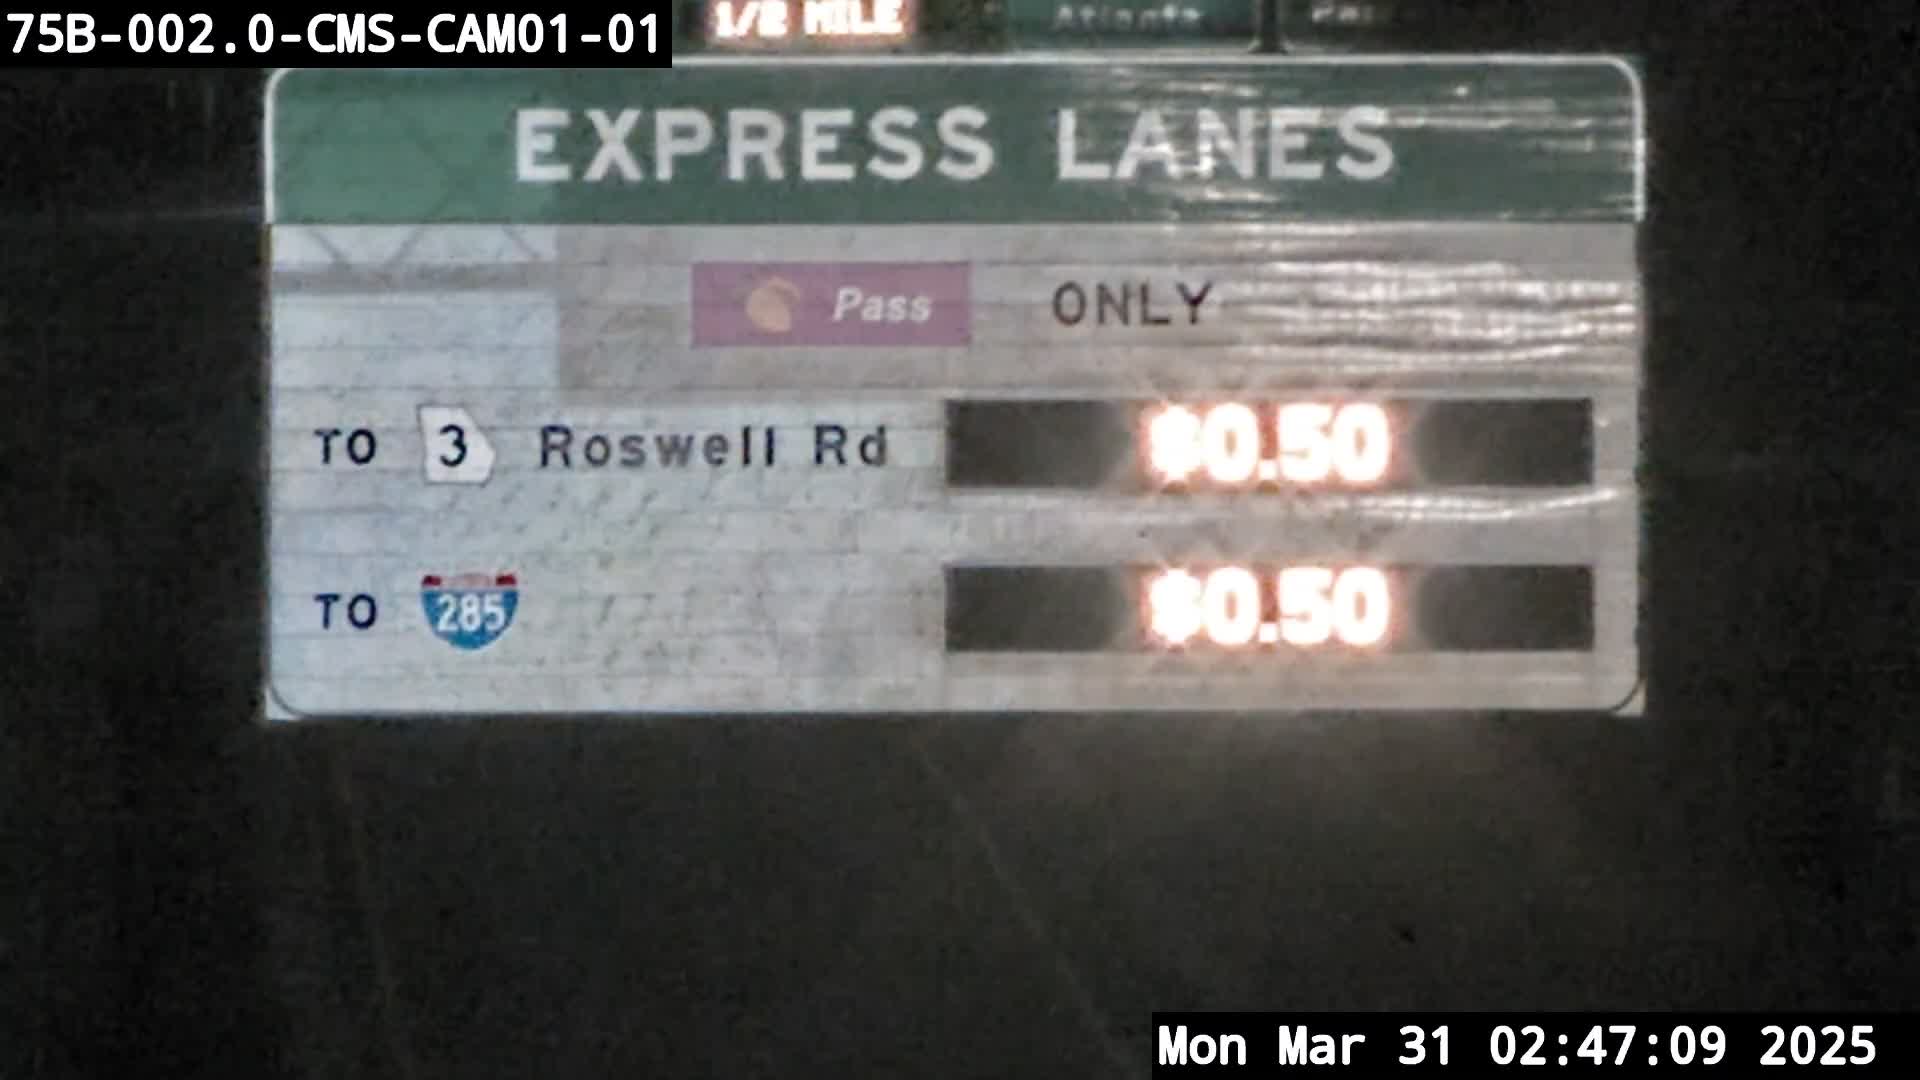 75B-002.0-CMS-CAM01-01
1/2 MILE
Atlanta
EXPRESS LANES
Pass ONLY
TO 3 Roswell Rd $0.50
TO 285 $0.50
Mon Mar 31 02:47:09 2025